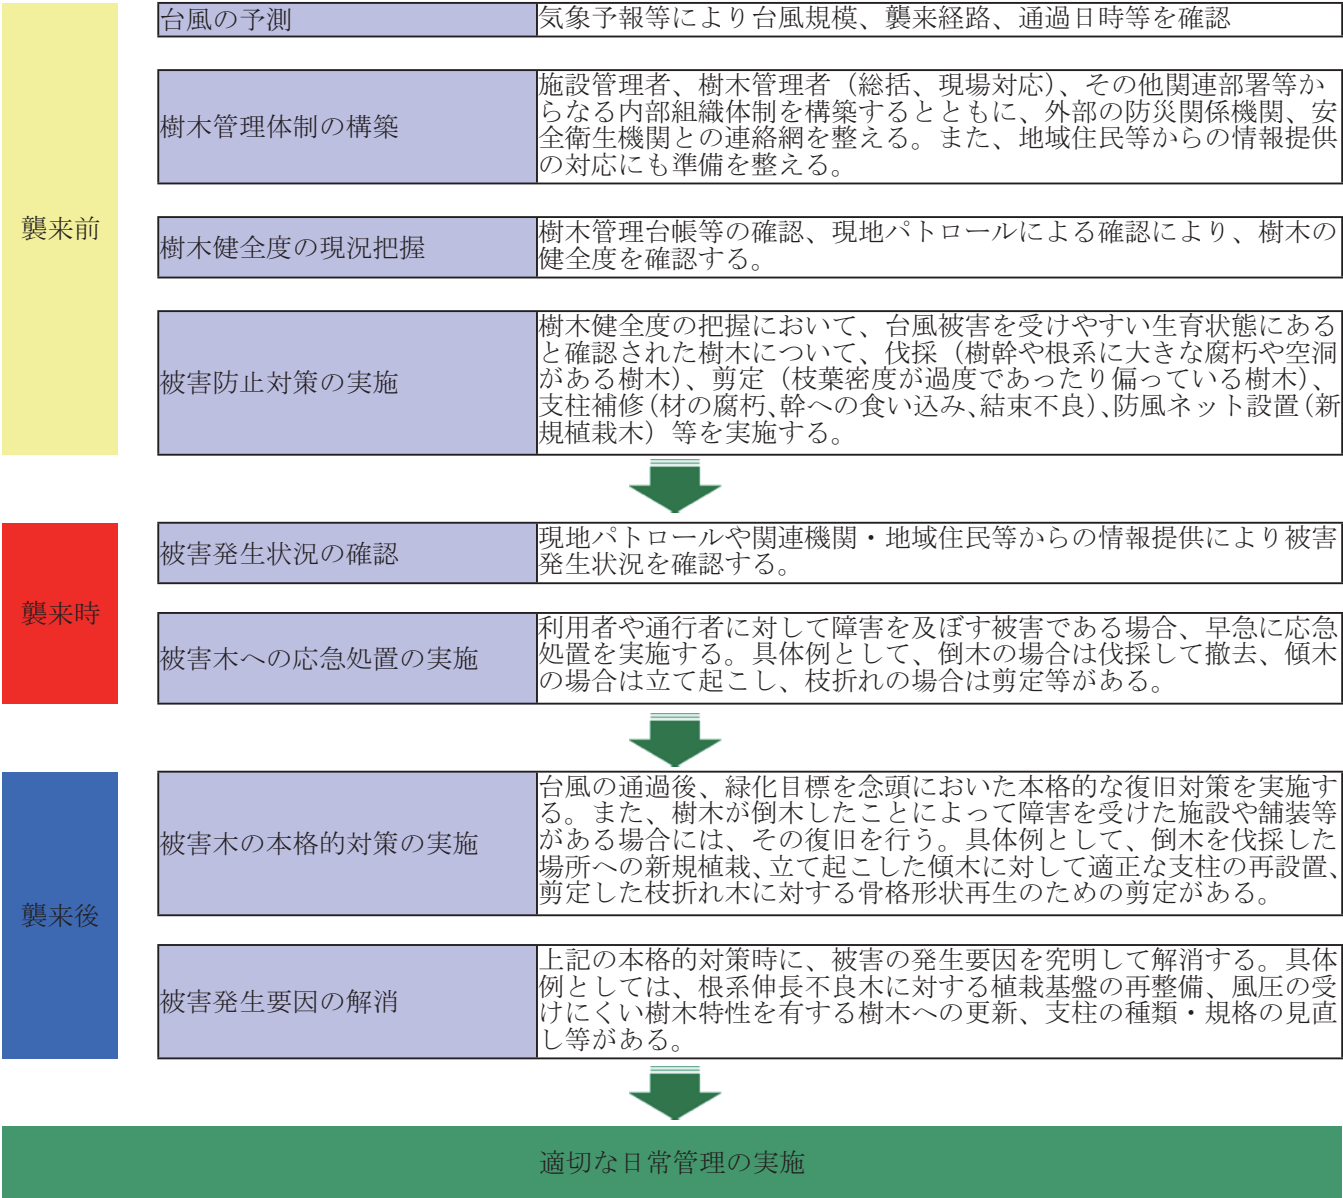 台風の予測
気象予報等により台風規模、襲来経路、通過日時等を確認
樹木管理体制の構築
施設管理者、樹木管理者（総括、現場対応）、その他関連部署等か
らなる内部組織体制を構築するとともに、外部の防災関係機関、安
全衛生機関との連絡網を整える。また、地域住民等からの情報提供
の対応にも準備を整える。
襲来前
樹木健全度の現況把握
樹木管理台帳等の確認、現地パトロールによる確認により、樹木の
健全度を確認する。
被害防止対策の実施
樹木健全度の把握において、台風被害を受けやすい生育状態にある
と確認された樹木について、伐採（樹幹や根系に大きな腐朽や空洞
がある樹木）、剪定（枝葉密度が過度であったり偏っている樹木）、
支柱補修（材の腐朽、幹への食い込み、結束不良）、防風ネット設置（新
規植栽木）等を実施する。
襲来時
被害発生状況の確認
現地パトロールや関連機関・地域住民等からの情報提供により被害
発生状況を確認する。
被害木への応急処置の実施
利用者や通行者に対して障害を及ぼす被害である場合、早急に応急
処置を実施する。具体例として、倒木の場合は伐採して撤去、傾木
の場合は立て起こし、枝折れの場合は剪定等がある。
襲来後
被害木の本格的対策の実施
台風の通過後、緑化目標を念頭においた本格的な復旧対策を実施す
る。また、樹木が倒木したことによって障害を受けた施設や舗装等
がある場合には、その復旧を行う。具体例として、倒木を伐採した
場所への新規植栽、立て起こした傾木に対して適正な支柱の再設置、
剪定した枝折れ木に対する骨格形状再生のための剪定がある。
被害発生要因の解消
上記の本格的対策時に、被害の発生要因を究明して解消する。具体
例としては、根系伸長不良木に対する植栽基盤の再整備、風圧の受
けにくい樹木特性を有する樹木への更新、支柱の種類・規格の見直
し等がある。
適切な日常管理の実施